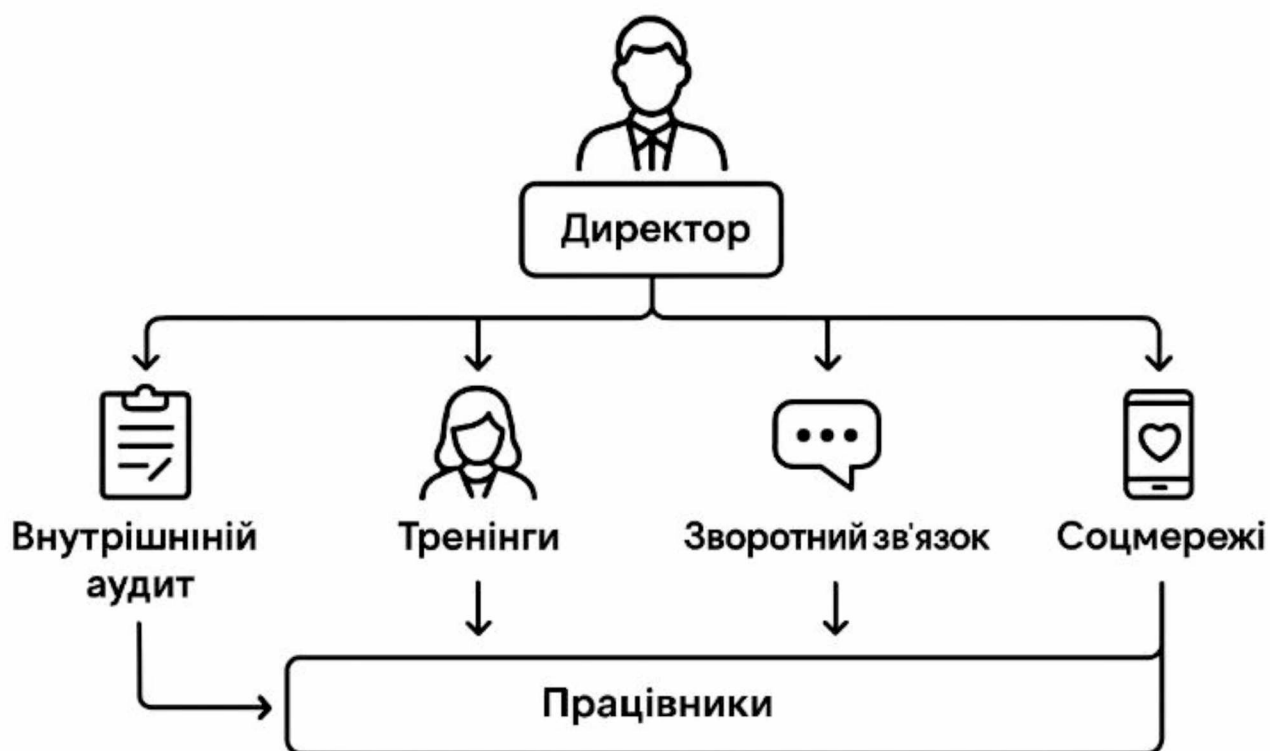 Директор
Внутрішніній
аудит
Тренінги
Зворотний зв'язок
Соцмережі
Працівники